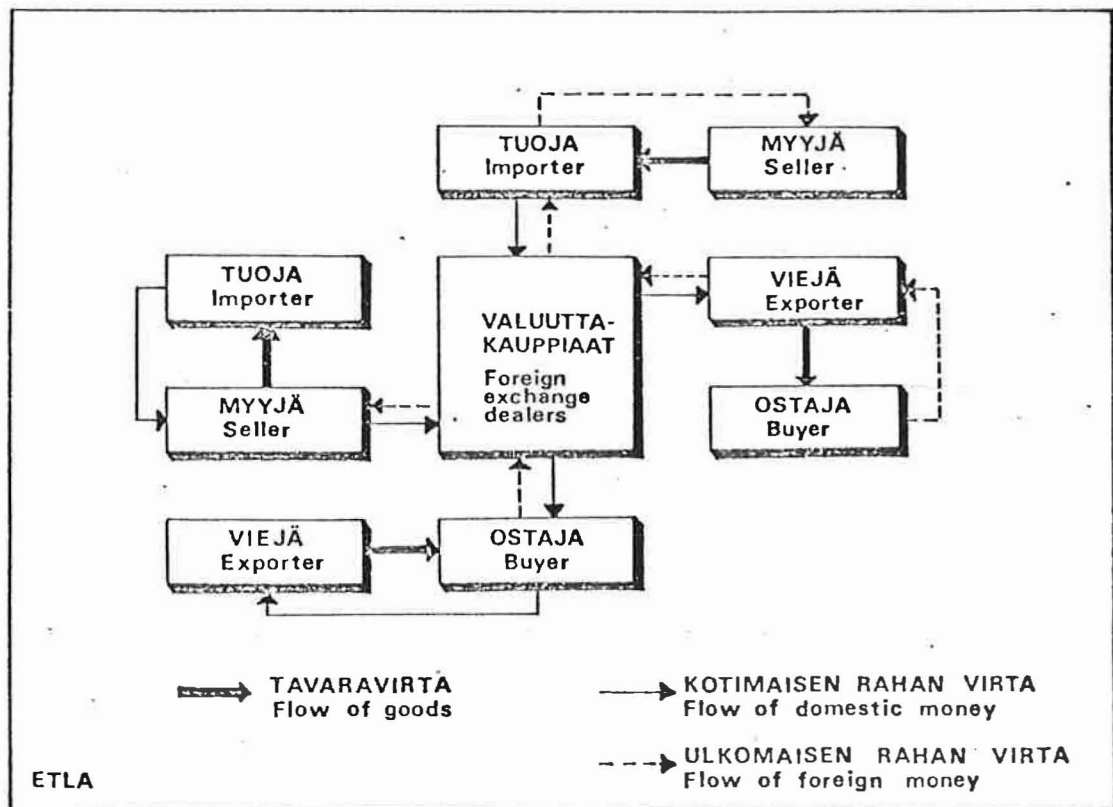 TUOJA
Importer
MYYJÄ
Seller
TUOJA
Importer
VALUUTTA-
KAUPPIAAT
Foreign
exchange
dealers
VIEJÄ
Exporter
MYYJÄ
Seller
OSTAJA
Buyer
VIEJÄ
Exporter
OSTAJA
Buyer
TAVARAVIRTA
Flow of goods
KOTIMAISEN RAHAN VIRTA
Flow of domestic money
ULKOMAISEN RAHAN VIRTA
Flow of foreign money
ETLA